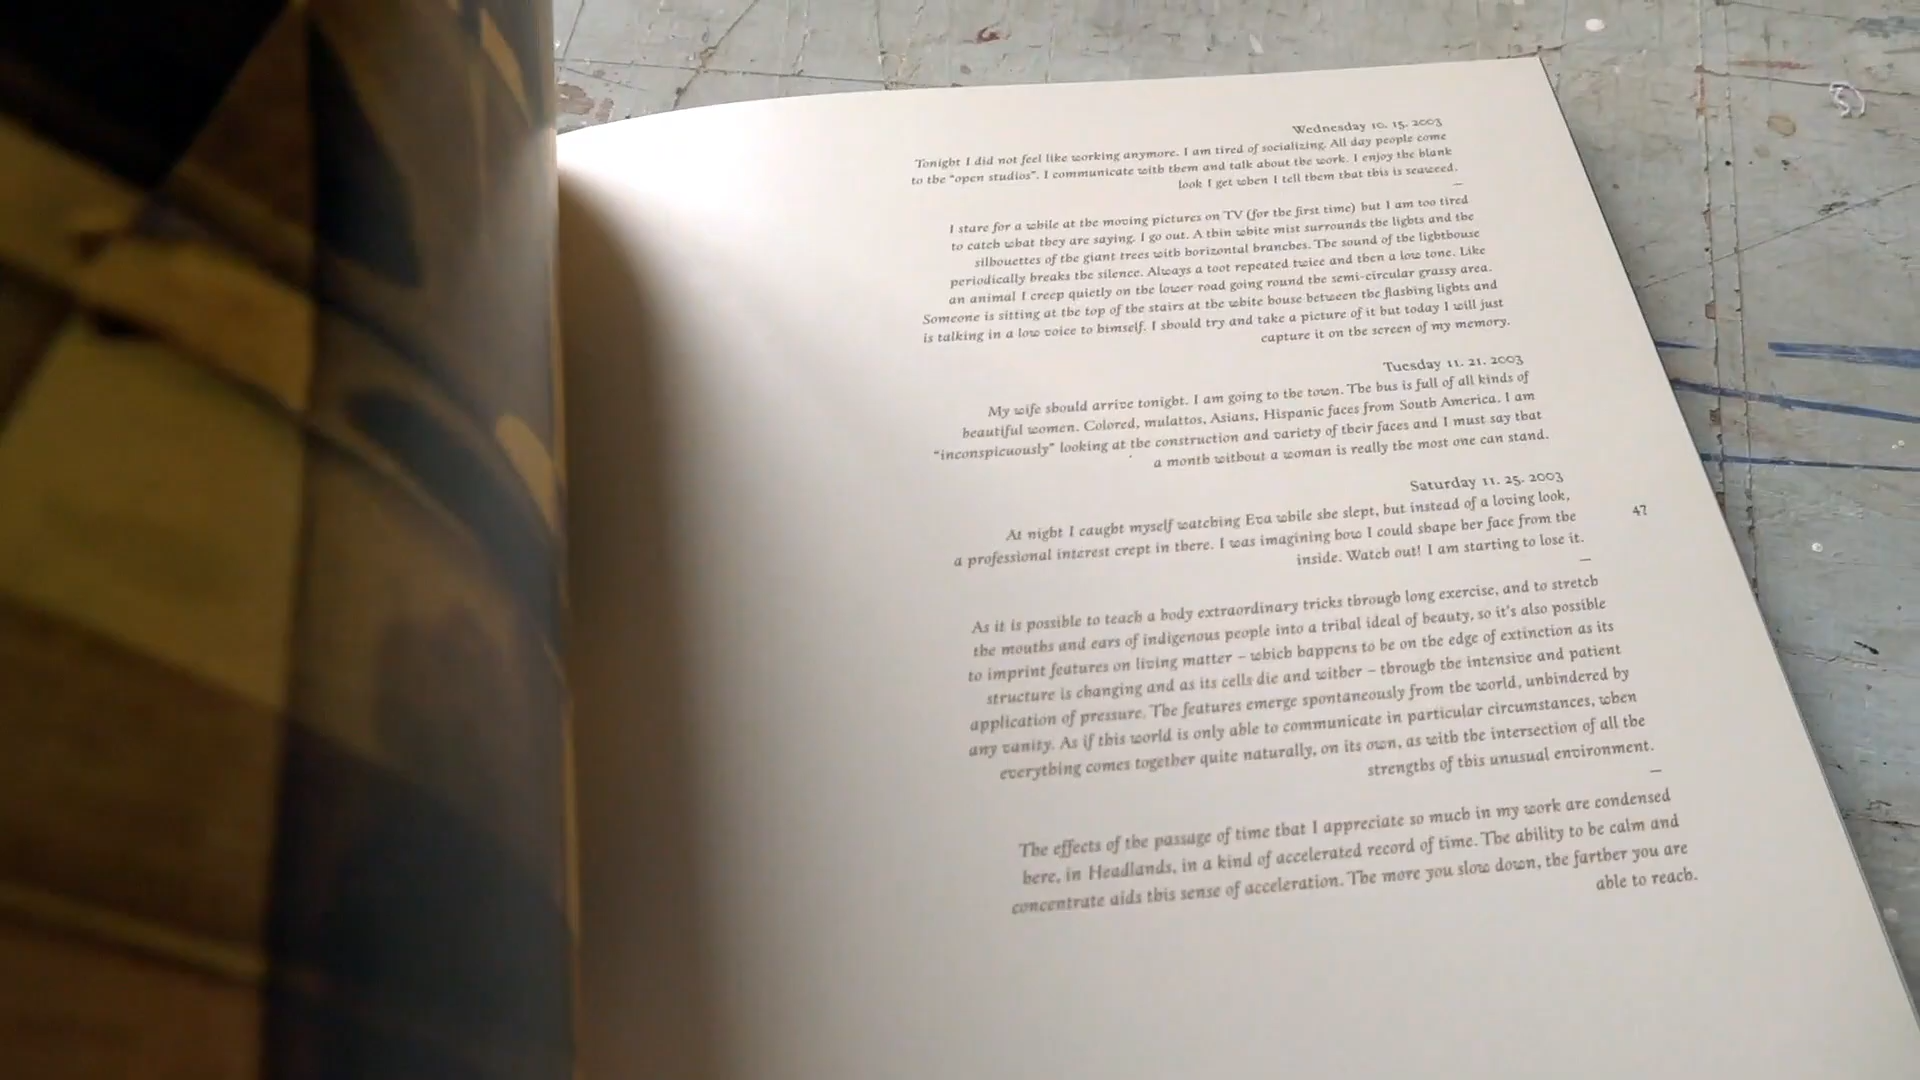 Wednesday 10. 15. 2003
Tonight I did not feel like working anymore. I am tired of socializing. All day people come
to the "open studios". I communicate with them and talk about the work. I enjoy the blank
look I get when I tell them that this is seaweed.
—
I stare for a while at the moving pictures on TV (for the first time) but I am too tired
to catch what they are saying. I go out. A thin white mist surrounds the lights and the
silhouettes of the giant trees with horizontal branches. The sound of the lighthouse
periodically breaks the silence. Always a toot repeated twice and then a low tone. Like
an animal I creep quietly on the lower road going round the semi-circular grassy area.
Someone is sitting at the top of the stairs at the white house between the flashing lights and
is talking in a low voice to himself. I should try and take a picture of it but today I will just
capture it on the screen of my memory.
Tuesday 11. 21. 2003
My wife should arrive tonight. I am going to the town. The bus is full of all kinds of
beautiful women. Colored, mulattos, Asians, Hispanic faces from South America. I am
"inconspicuously" looking at the construction and variety of their faces and I must say that
a month without a woman is really the most one can stand.
Saturday 11. 25. 2003
At night I caught myself watching Eva while she slept, but instead of a loving look,
a professional interest crept in there. I was imagining how I could shape her face from the
inside. Watch out! I am starting to lose it.
—
47
As it is possible to teach a body extraordinary tricks through long exercise, and to stretch
the mouths and ears of indigenous people into a tribal ideal of beauty, so it's also possible
to imprint features on living matter – which happens to be on the edge of extinction as its
structure is changing and as its cells die and wither – through the intensive and patient
application of pressure. The features emerge spontaneously from the world, unhindered by
any vanity. As if this world is only able to communicate in particular circumstances, when
everything comes together quite naturally, on its own, as with the intersection of all the
strengths of this unusual environment.
—
The effects of the passage of time that I appreciate so much in my work are condensed
here, in Headlands, in a kind of accelerated record of time. The ability to be calm and
concentrate aids this sense of acceleration. The more you slow down, the farther you are
able to reach.